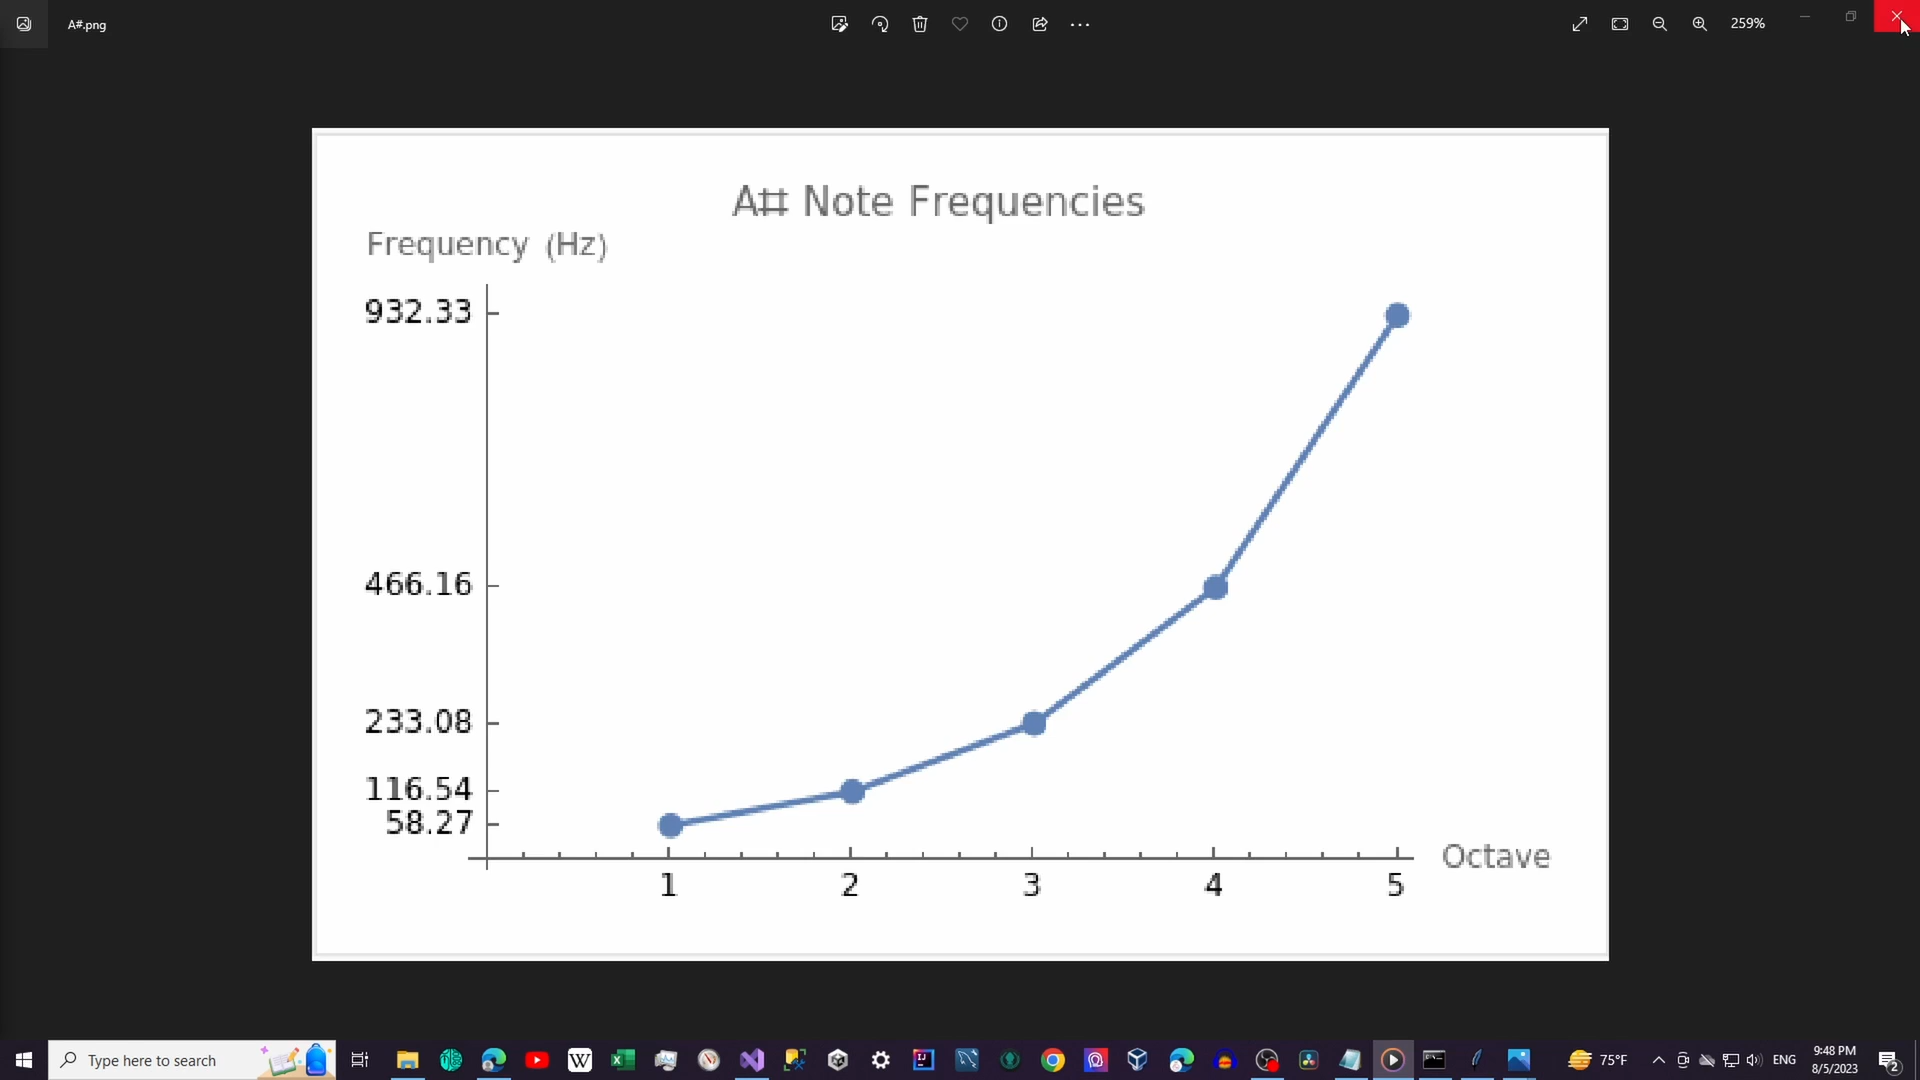 A#.png
259%
A# Note Frequencies
Frequency (Hz)
932.33
466.16
233.08
116.54
58.27
Octave
1 2 3 4 5
Type here to search
75°F
ENG
9:48 PM
8/5/2023
2